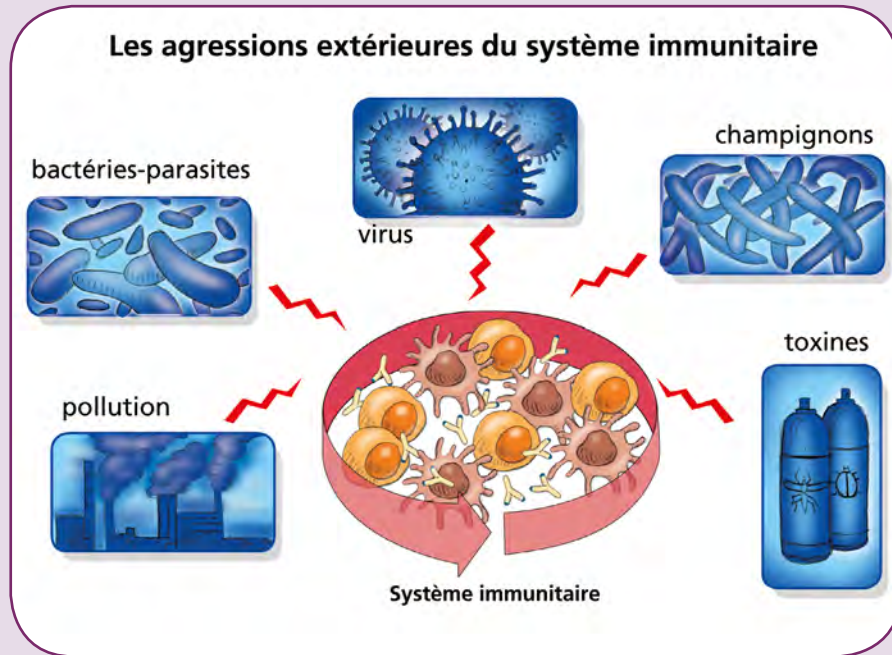 Les agressions extérieures du système immunitaire
bactéries-parasites
virus
champignons
pollution
toxines
Système immunitaire